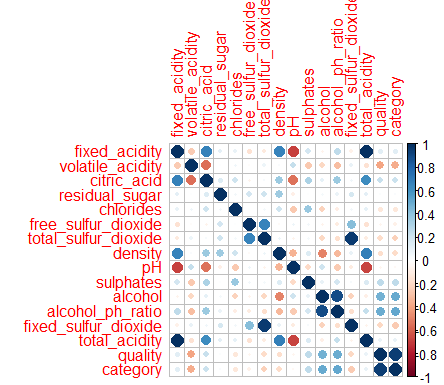 fixed_acidity
volatile_acidity
citric_acid
residual_sugar
chlorides
free_sulfur_dioxide
total_sulfur_dioxide
density
pH
sulphates
alcohol
alcohol_ph_ratio
fixed_sulfur_dioxide
total_acidity
quality
category
fixed_acidity
volatile_acidity
citric_acid
residual_sugar
chlorides
free_sulfur_dioxide
total_sulfur_dioxide
density
pH
sulphates
alcohol
alcohol_ph_ratio
fixed_sulfur_dioxide
total_acidity
quality
category
1
0.8
0.6
0.4
0.2
0
-0.2
-0.4
-0.6
-0.8
-1